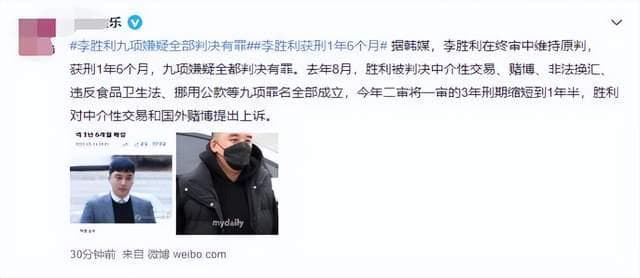 乐
#李胜利九项嫌疑全部判决有罪##李胜利获刑1年6个月# 据韩媒，李胜利在终审中维持原判，
获刑1年6个月，九项嫌疑全都判决有罪。去年8月，胜利被判决中介性交易、赌博、非法换汇、
违反食品卫生法、挪用公款等九项罪名全部成立，今年二审将一审的3年刑期缩短到1年半，胜利
对中介性交易和国外赌博提出上诉。
mydaily
30分钟前 来自 微博 weibo.com